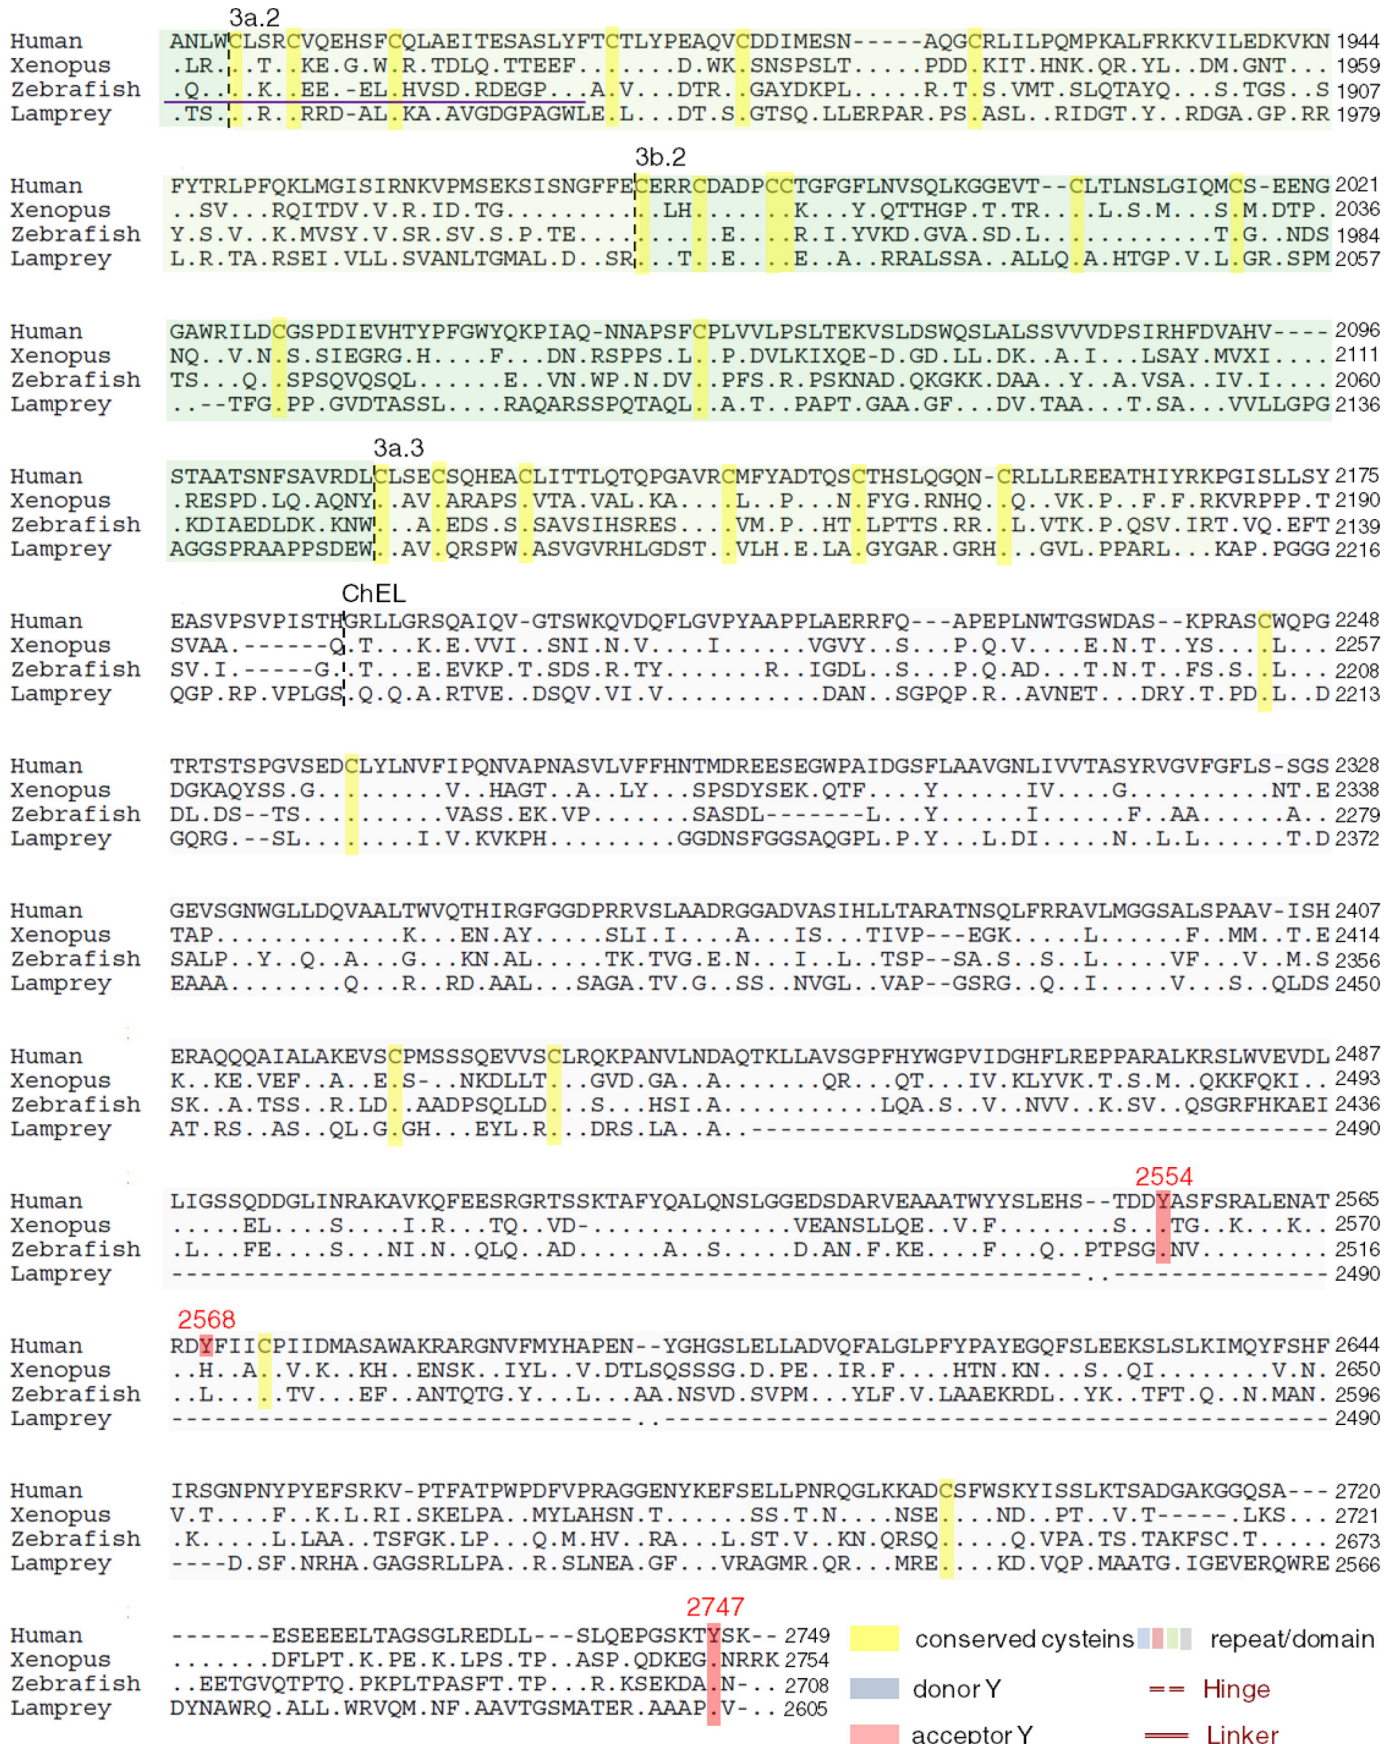 3a.2
Human ANLWCLSRCVQEHSFCQLAEITESASLYFTCTLYPEAQVCDDIMESN-----AQGCRLILPQMPKALFRKKVILEDKVKN 1944
Xenopus .LR...T..KE.G.W.R.TDLQ.TTEEF.......D.WK.SNSPSLT.....PDD.KIT.HNK.QR.YL..DM.GNT... 1959
Zebrafish .Q....K..EE.-EL.HVSD.RDEGP...A.V...DTR..GAYDKPL.....R.T.S.VMT.SLQTAYQ...S.TGS..S 1907
Lamprey .TS...R..RRD-AL.KA.AVGDGPAGWLE.L...DT.S.GTSQ.LLERPAR.PS.ASL..RIDGT.Y..RDGA.GP.RR 1979
3b.2
Human FYTRLPFQKLMGISIRNKVPMSEKSISNGFFECERRCDADPCCTGFGFLNVSQLKGGEVT--CLTLNSLGIQMCS-EENG 2021
Xenopus ..SV...RQITDV.V.R.ID.TG...........LH......K...Y.QTTHGP.T.TR....L.S.M...S.M.DTP. 2036
Zebrafish Y.S.V..K.MVSY.V.SR.SV.S.P.TE..........E....R.I.YVKD.GVA.SD.L............T.G..NDS 1984
Lamprey L.R.TA.RSEI.VLL.SVANLTGMAL.D..SR...T..E....E..A..RRALSSA..ALLQ.A.HTGP.V.L.GR.SPM 2057
Human GAWRILDCGSPDIEVHTYPFGWYQKPIAQ-NNAPSFCPLVVLPSLTEKVSLDSWQSLALSSVVVDPSIRHFDVAHV---- 2096
Xenopus NQ..V.N.S.SIEGRG.H....F...DN.RSPPS.L..P.DVLKIXQE-D.GD.LL.DK..A.I...LSAY.MVXI.... 2111
Zebrafish TS...Q..SPSQVQSQL......E..VN.WP.N.DV..PFS.R.PSKNAD.QKGKK.DAA..Y..A.VSA..IV.I.... 2060
Lamprey ..--TFG.PP.GVDTASSL....RAQARSSPQTAQL..A.T..PAPT.GAA.GF...DV.TAA...T.SA...VVLLGPG 2136
3a.3
Human STAATSNFSAVRDLCLSECSQHEACLITTLQTQPGAVRCMFYADTQSCTHSLQGQN-CRLLLREEATHIYRKPGISLLSY 2175
Xenopus .RESPD.LQ.AQNY..AV.ARAPS.VTA.VAL.KA....L..P...N.FYG.RNHQ..Q..VK.P..F.F.RKVRPPP.T 2190
Zebrafish .KDIAEDLDK.KNW..A.EDS.S.SAVSIHSRES....VM.P..HT.LPTTS.RR..L.VTK.P.QSV.IRT.VQ.EFT 2139
Lamprey AGGSPRAAPPSDEW..AV.QRSPW.ASVGVRHLGDST..VLH.E.LA.GYGAR.GRH...GVL.PPARL...KAP.PGGG 2216
ChEL
Human EASVPSVPISTHGRLLGRSQAIQV-GTSWKQVDQFLGVPYAAPPLAERRFQ---APEPLNWTGSWDAS--KPRASCWQPG 2248
Xenopus SVAA.------Q.T...K.E.VVI..SNI.N.V....I......VGVY..S....P.Q.V....E.N.T..YS....L... 2257
Zebrafish SV.I.-----G..T...E.EVKP.T.SDS.R.TY.......R..IGDL..S....P.Q.AD...T.N.T..FS.S..L... 2208
Lamprey QGP.RP.VPLGS.Q.Q.A.RTVE..DSQV.VI.V...........DAN..SGPQP.R..AVNET...DRY.T.PD.L...D 2213
Human TRTSTSPGVSEDCLYLNVFIPQNVAPNASVLVFFHNTMDREESEGWPAIDGSFLAAVGNLIVVTASYRVGVFGFLS-SGS 2328
Xenopus DGKAQYSS.G.........V..HAGT..A..LY...SPSDYSEK.QTF....Y......IV....G..........NT.E 2338
Zebrafish DL.DS--TS..........VASS.EK.VP.......SASDL-------L...Y......I......F..AA......A.. 2279
Lamprey GQRG.--SL........I.V.KVKPH.........GGDNSFGGSAQGPL.P.Y...L.DI....N..L.L.......T.D 2372
Human GEVSGNWGLLDQVAALTWVQTHIRGFGGDPRRVSLAADRGGADVASIHLLTARATNSQLFRRAVLMGGSALSPAAV-ISH 2407
Xenopus TAP.............K...EN.AY......SLI.I....A...IS...TIVP---EGK.....L......F..MM..T.E 2414
Zebrafish SALP..Y..Q..A...G...KN.AL.....TK.TVG.E.N...I..L..TSP--SA.S..S..L.....VF...V..M.S 2356
Lamprey EAAA........Q...R..RD.AAL...SAGA.TV.G..SS..NVGL..VAP--GSRG..Q..I......V...S..QLDS 2450
Human ERAQQQAIALAKEVSCPMSSSQEVVSCLRQKPANVLNDAQTKLLAVSGPFHYWGPVIDGHFLREPPARALKRSLWVEVDL 2487
Xenopus K..KE.VEF..A..E.S-..NKDLLT...GVD.GA..A.......QR...QT...IV.KLYVK.T.S.M..QKKFQKI.. 2493
Zebrafish SK..A.TSS..R.LD..AADPSQLLD...S...HSI.A...........LQA.S..V..NVV..K.SV..QSGRFHKAEI 2436
Lamprey AT.RS..AS..QL.G.GH...EYL.R...DRS.LA..A..---------------------------------------- 2490
2554
Human LIGSSQDDGLINRAKAVKQFEESRGRTSSKTAFYQALQNSLGGEDSDARVEAAATWYYSLEHS--TDDYASFSRALENAT 2565
Xenopus .....EL....S....I.R...TQ..VD-..............VEANSLLQE..V.F........S...TG..K...K.. 2570
Zebrafish .L...FE....S...NI.N..QLQ..AD.......A..S.....D.AN.F.KE....F...Q..PTPSG.NV......... 2516
Lamprey ---------------------------------------------------------------..--------------- 2490
2568
Human RDYFIICPIIDMASAWAKRARGNVFMYHAPEN--YGHGSLELLADVQFALGLPFYPAYEGQFSLEEKSLSLKIMQYFSHF 2644
Xenopus ..H..A..V.K..KH..ENSK..IYL..V.DTLSQSSSG.D.PE..IR.F....HTN.KN...S..QI........V.N. 2650
Zebrafish ..L.....TV...EF..ANTQTG.Y...L...AA.NSVD.SVPM...YLF.V.LAAEKRDL..YK..TFT.Q..N.MAN. 2596
Lamprey --------------------------------..---------------------------------------------- 2490
Human IRSGNPNYPYEFSRKV-PTFATPWPDFVPRAGGENYKEFSELLPNRQGLKKADCSFWSKYISSLKTSADGAKGGQSA--- 2720
Xenopus V.T....F..K.L.RI.SKELPA..MYLAHSN.T......SS.T.N....NSE....ND..PT..V.T-----.LKS... 2721
Zebrafish .K.....L.LAA..TSFGK.LP...Q.M.HV..RA...L.ST.V..KN.QRSQ.....Q.VPA.TS.TAKFSC.T..... 2673
Lamprey ----D.SF.NRHA.GAGSRLLPA..R.SLNEA.GF...VRAGMR.QR...MRE....KD.VQP.MAATG.IGEVERQWRE 2566
2747
Human -------ESEEEELTAGSGLREDLL---SLQEPGSKTYSK-- 2749
Xenopus .......DFLPT.K.PE.K.LPS.TP..ASP.QDKEG.NRRK 2754
Zebrafish ..EETGVQTPTQ.PKPLTPASFT.TP...R.KSEKDA.N-.. 2708
Lamprey DYNAWRQ.ALL.WRVQM.NF.AAVTGSMATER.AAAP.V-.. 2605
conserved cysteins
repeat/domain
donor Y
Hinge
acceptor Y
Linker